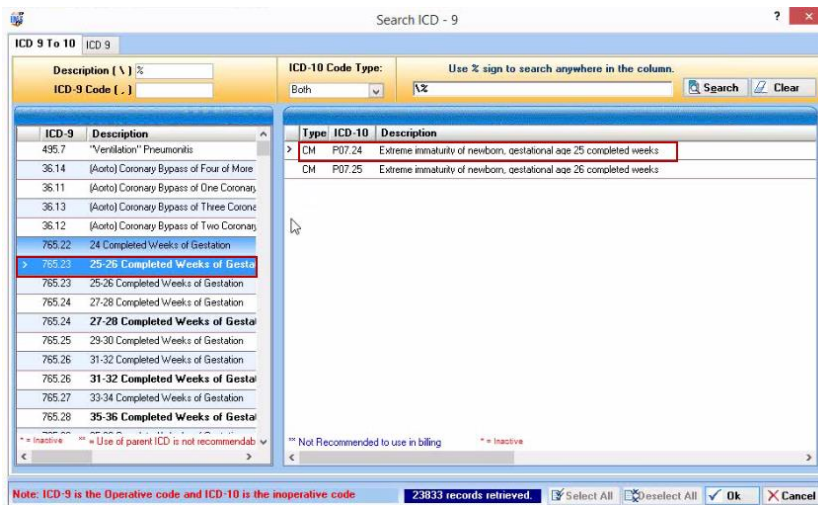 Search ICD - 9
ICD 9 To 10 ICD 9
Description ( \ ) %
ICD-9 Code ( , )
ICD-10 Code Type:
Both
Use % sign to search anywhere in the column.
\%
Search Clear
ICD-9 Description
495.7 "Ventilation" Pneumonitis
36.14 (Aorto) Coronary Bypass of Four of More
36.11 (Aorto) Coronary Bypass of One Coronary
36.13 (Aorto) Coronary Bypass of Three Corona
36.12 (Aorto) Coronary Bypass of Two Coronary
765.22 24 Completed Weeks of Gestation
> 765.23 25-26 Completed Weeks of Gesta
765.23 25-26 Completed Weeks of Gestation
765.24 27-28 Completed Weeks of Gestation
765.24 27-28 Completed Weeks of Gesta
765.25 29-30 Completed Weeks of Gestation
765.26 31-32 Completed Weeks of Gestation
765.26 31-32 Completed Weeks of Gesta
765.27 33-34 Completed Weeks of Gestation
765.28 35-36 Completed Weeks of Gesta
* = Inactive ** = Use of parent ICD is not recommendab
Type ICD-10 Description
> CM P07.24 Extreme immaturity of newborn, gestational age 25 completed weeks
CM P07.25 Extreme immaturity of newborn, gestational age 26 completed weeks
** Not Recommended to use in billing * = Inactive
Note: ICD-9 is the Operative code and ICD-10 is the inoperative code
23833 records retrieved.
Select All Deselect All Ok Cancel